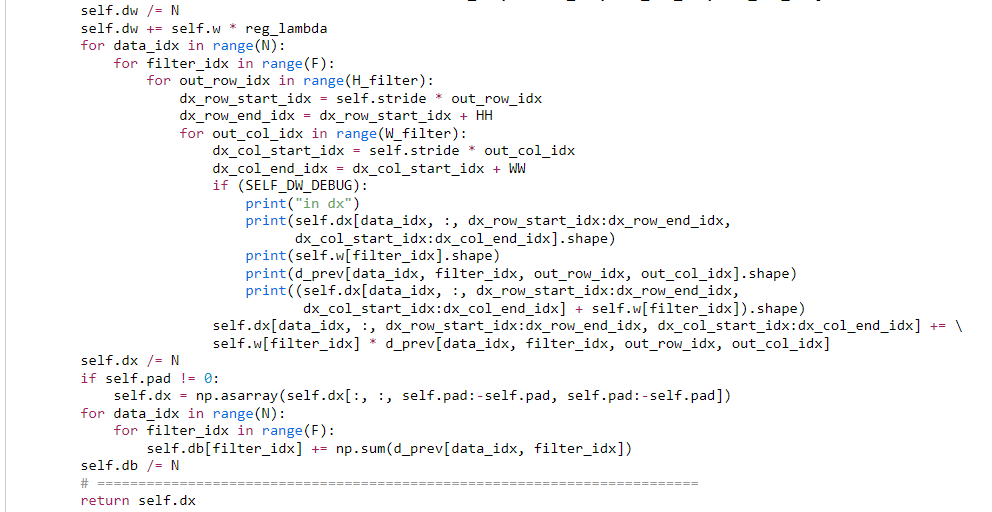 self.dw /= N
self.dw += self.w * reg_lambda
for data_idx in range(N):
    for filter_idx in range(F):
        for out_row_idx in range(H_filter):
            dx_row_start_idx = self.stride * out_row_idx
            dx_row_end_idx = dx_row_start_idx + HH
            for out_col_idx in range(W_filter):
                dx_col_start_idx = self.stride * out_col_idx
                dx_col_end_idx = dx_col_start_idx + WW
                if (SELF_DW_DEBUG):
                    print("in dx")
                    print(self.dx[data_idx, :, dx_row_start_idx:dx_row_end_idx,
                          dx_col_start_idx:dx_col_end_idx].shape)
                    print(self.w[filter_idx].shape)
                    print(d_prev[data_idx, filter_idx, out_row_idx, out_col_idx].shape)
                    print((self.dx[data_idx, :, dx_row_start_idx:dx_row_end_idx,
                           dx_col_start_idx:dx_col_end_idx] + self.w[filter_idx]).shape)
                self.dx[data_idx, :, dx_row_start_idx:dx_row_end_idx, dx_col_start_idx:dx_col_end_idx] += \
                self.w[filter_idx] * d_prev[data_idx, filter_idx, out_row_idx, out_col_idx]
self.dx /= N
if self.pad != 0:
    self.dx = np.asarray(self.dx[:, :, self.pad:-self.pad, self.pad:-self.pad])
for data_idx in range(N):
    for filter_idx in range(F):
        self.db[filter_idx] += np.sum(d_prev[data_idx, filter_idx])
self.db /= N
# =========================================================================
return self.dx